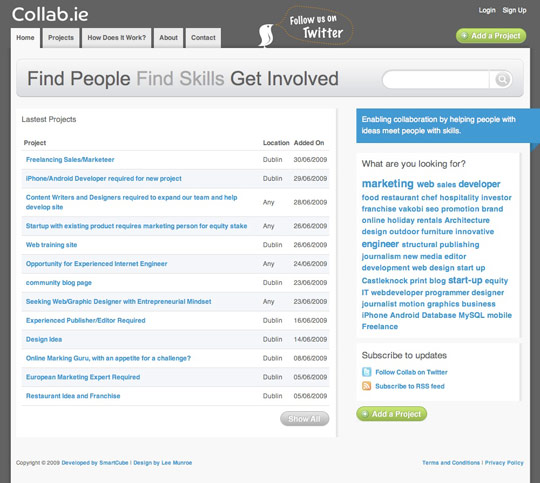 Collab.ie
Follow us on
Twitter
Login Sign Up
Home Projects How Does It Work? About Contact
Add a Project
Find People Find Skills Get Involved
Lastest Projects
Project Location Added On
Freelancing Sales/Marketeer Dublin 30/06/2009
iPhone/Android Developer required for new project Dublin 29/06/2009
Content Writers and Designers required to expand our team and help
develop site Any 28/06/2009
Startup with existing product requires marketing person for equity stake Any 26/06/2009
Web training site Dublin 26/06/2009
Opportunity for Experienced Internet Engineer Any 24/06/2009
community blog page Dublin 23/06/2009
Seeking Web/Graphic Designer with Entrepreneurial Mindset Any 23/06/2009
Experienced Publisher/Editor Required Dublin 15/06/2009
Design Idea Dublin 14/06/2009
Online Marking Guru, with an appetite for a challenge? Dublin 08/06/2009
European Marketing Expert Required Dublin 05/06/2009
Restaurant Idea and Franchise Dublin 05/06/2009
Show All
Enabling collaboration by helping people with
ideas meet people with skills.
What are you looking for?
marketing web sales developer
food restaurant chef hospitality investor
franchise vakobi seo promotion brand
online holiday rentals Architecture
design outdoor furniture innovative
engineer structural publishing
journalism new media editor
development web design start up
Castleknock print blog start-up equity
IT webdeveloper programmer designer
journalist motion graphics business
iPhone Android Database MySQL mobile
Freelance
Subscribe to updates
Follow Collab on Twitter
Subscribe to RSS feed
Add a Project
Copyright © 2009 Developed by SmartCube | Design by Lee Munroe
Terms and Conditions | Privacy Policy